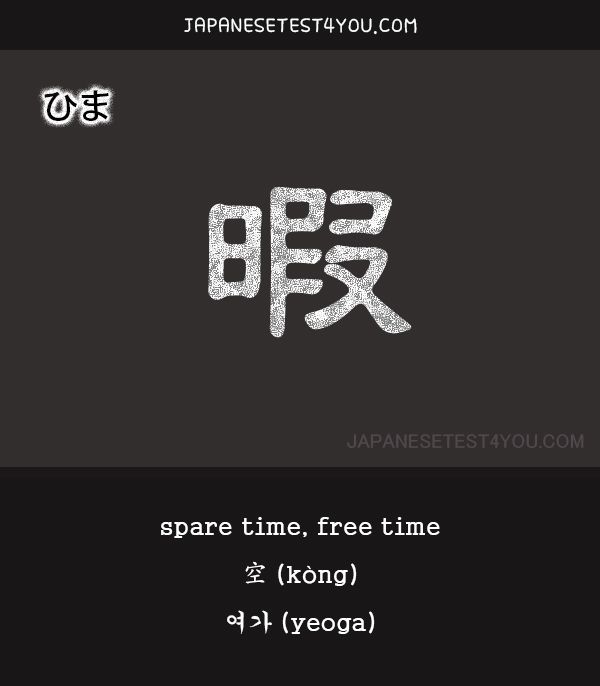 JAPANESETEST4YOU.COM
ひま
暇
JAPANESETEST4YOU.COM
spare time, free time
空 (kòng)
여가 (yeoga)